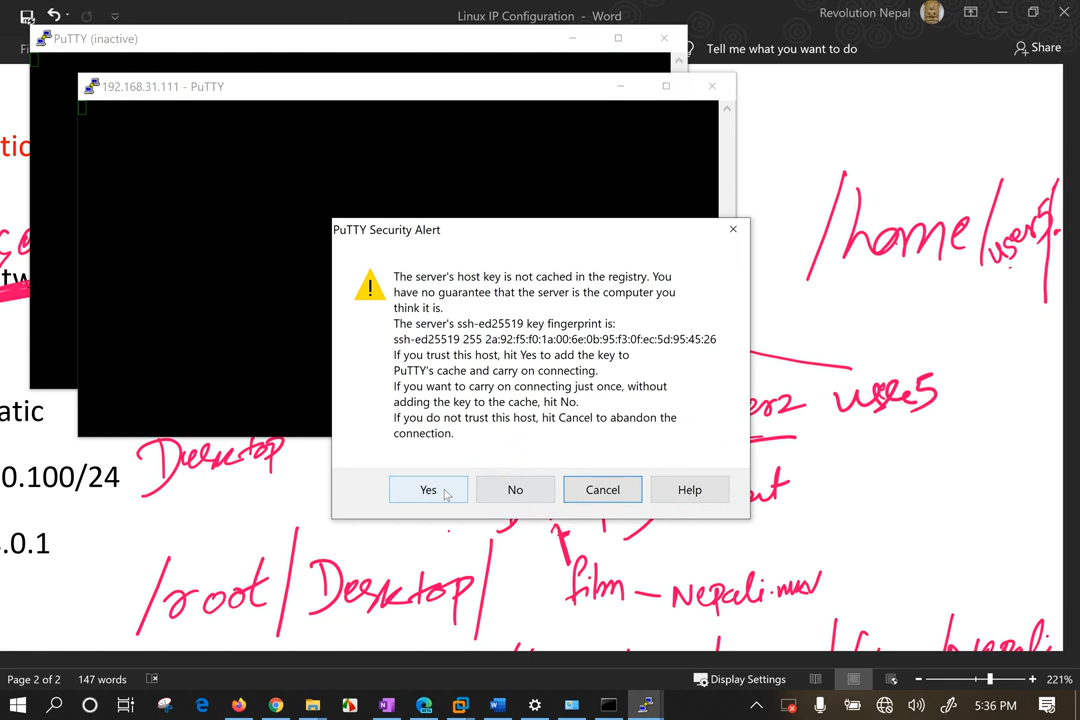 Linux IP Configuration - Word
Revolution Nepal
PuTTY (inactive)
Tell me what you want to do
Share
192.168.31.111 - PuTTY
tic
/home/user5/
PuTTY Security Alert
The server's host key is not cached in the registry. You
have no guarantee that the server is the computer you
think it is.
The server's ssh-ed25519 key fingerprint is:
ssh-ed25519 255 2a:92:f5:f0:1a:00:6e:0b:95:f3:0f:ec:5d:95:45:26
If you trust this host, hit Yes to add the key to
PuTTY's cache and carry on connecting.
If you want to carry on connecting just once, without
adding the key to the cache, hit No.
If you do not trust this host, hit Cancel to abandon the
connection.
atic
user5
Desktop
0.100/24
Yes
No
Cancel
Help
.0.1
/root/Desktop/
film - nepali.mkv
Page 2 of 2
147 words
Display Settings
221%
5:36 PM